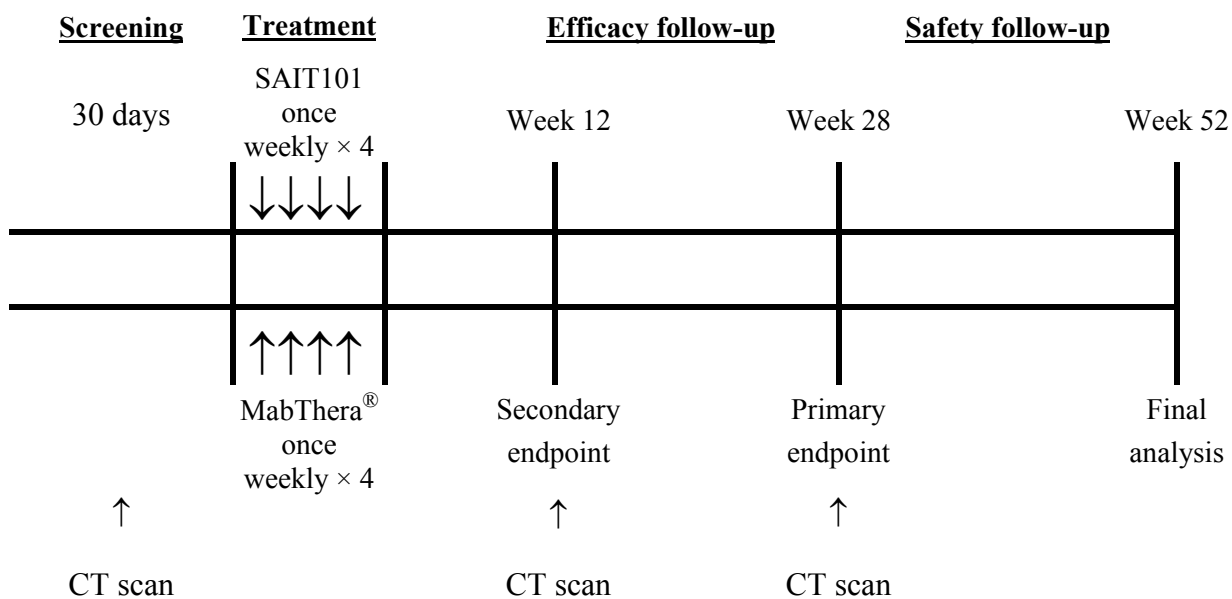 Screening Treatment Efficacy follow-up Safety follow-up
SAIT101
once
weekly × 4
30 days
Week 12 Week 28 Week 52
↓↓↓↓
↑↑↑↑
MabThera®
once
weekly × 4
Secondary
endpoint
Primary
endpoint
Final
analysis
↑ ↑ ↑
CT scan CT scan CT scan